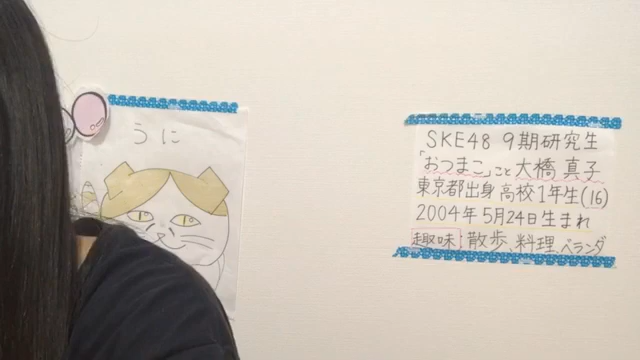 うに
SKE48 9期研究生
「おつまこ」こと大橋真子
東京都出身高校1年生(16)
2004年5月24日生まれ
趣味:散歩、料理、ベランダ